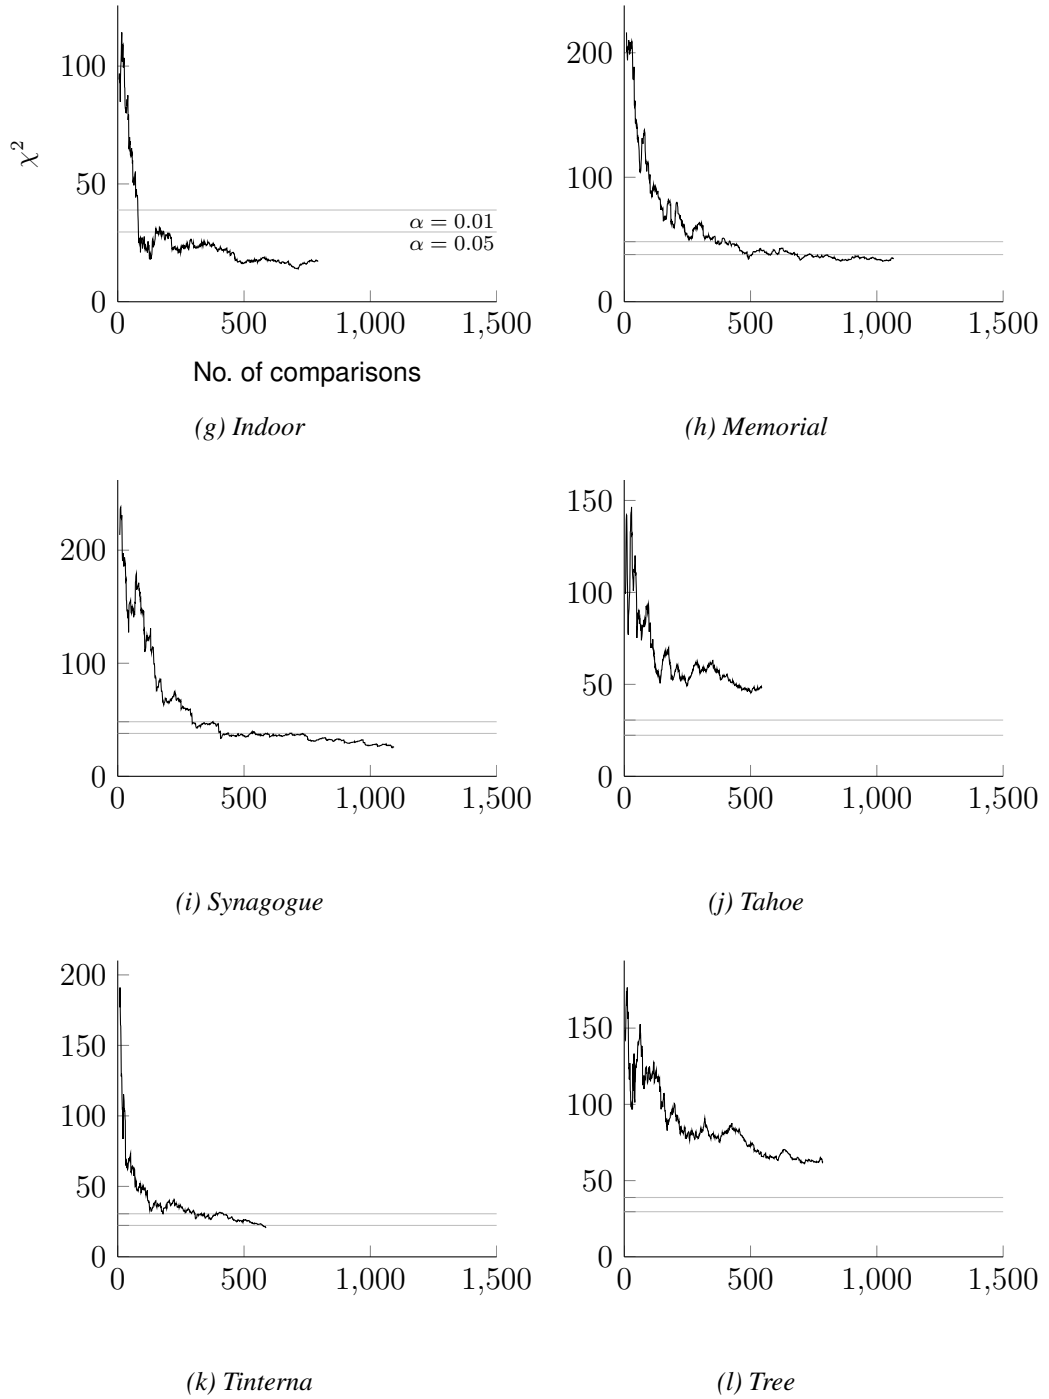 100
50
0
χ²
α = 0.01
α = 0.05
0 500 1,000 1,500
No. of comparisons
(g) Indoor
200
100
0
0 500 1,000 1,500
(h) Memorial
200
100
0
0 500 1,000 1,500
(i) Synagogue
150
100
50
0
0 500 1,000 1,500
(j) Tahoe
200
150
100
50
0
0 500 1,000 1,500
(k) Tinterna
150
100
50
0
0 500 1,000 1,500
(l) Tree